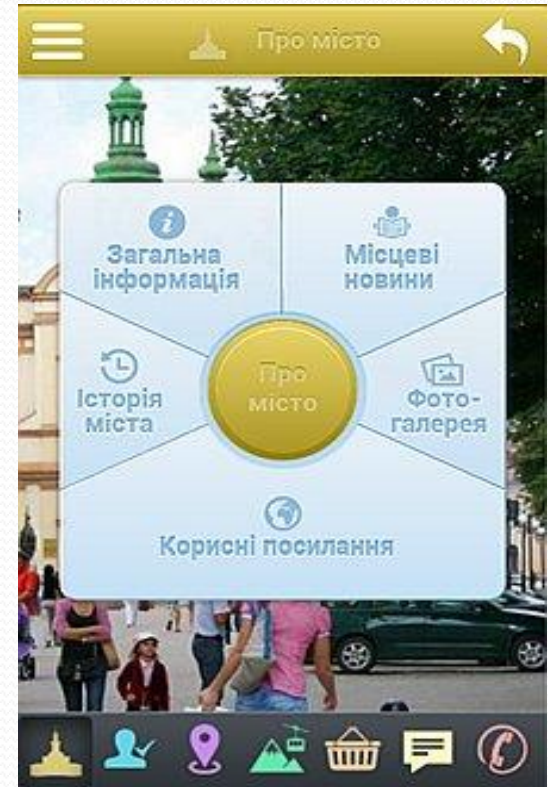 Про місто
Загальна
інформація
Місцеві
новини
Історія
міста
Про
місто
Фото-
галерея
Корисні посилання